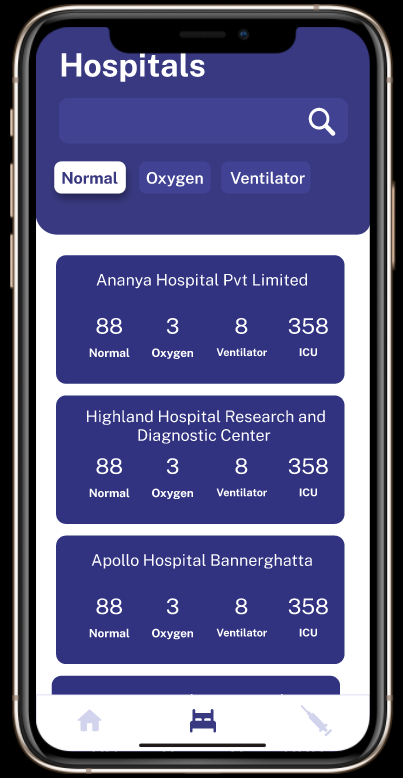 Hospitals
Normal Oxygen Ventilator
Ananya Hospital Pvt Limited
88 3 8 358
Normal Oxygen Ventilator ICU
Highland Hospital Research and
Diagnostic Center
88 3 8 358
Normal Oxygen Ventilator ICU
Apollo Hospital Bannerghatta
88 3 8 358
Normal Oxygen Ventilator ICU